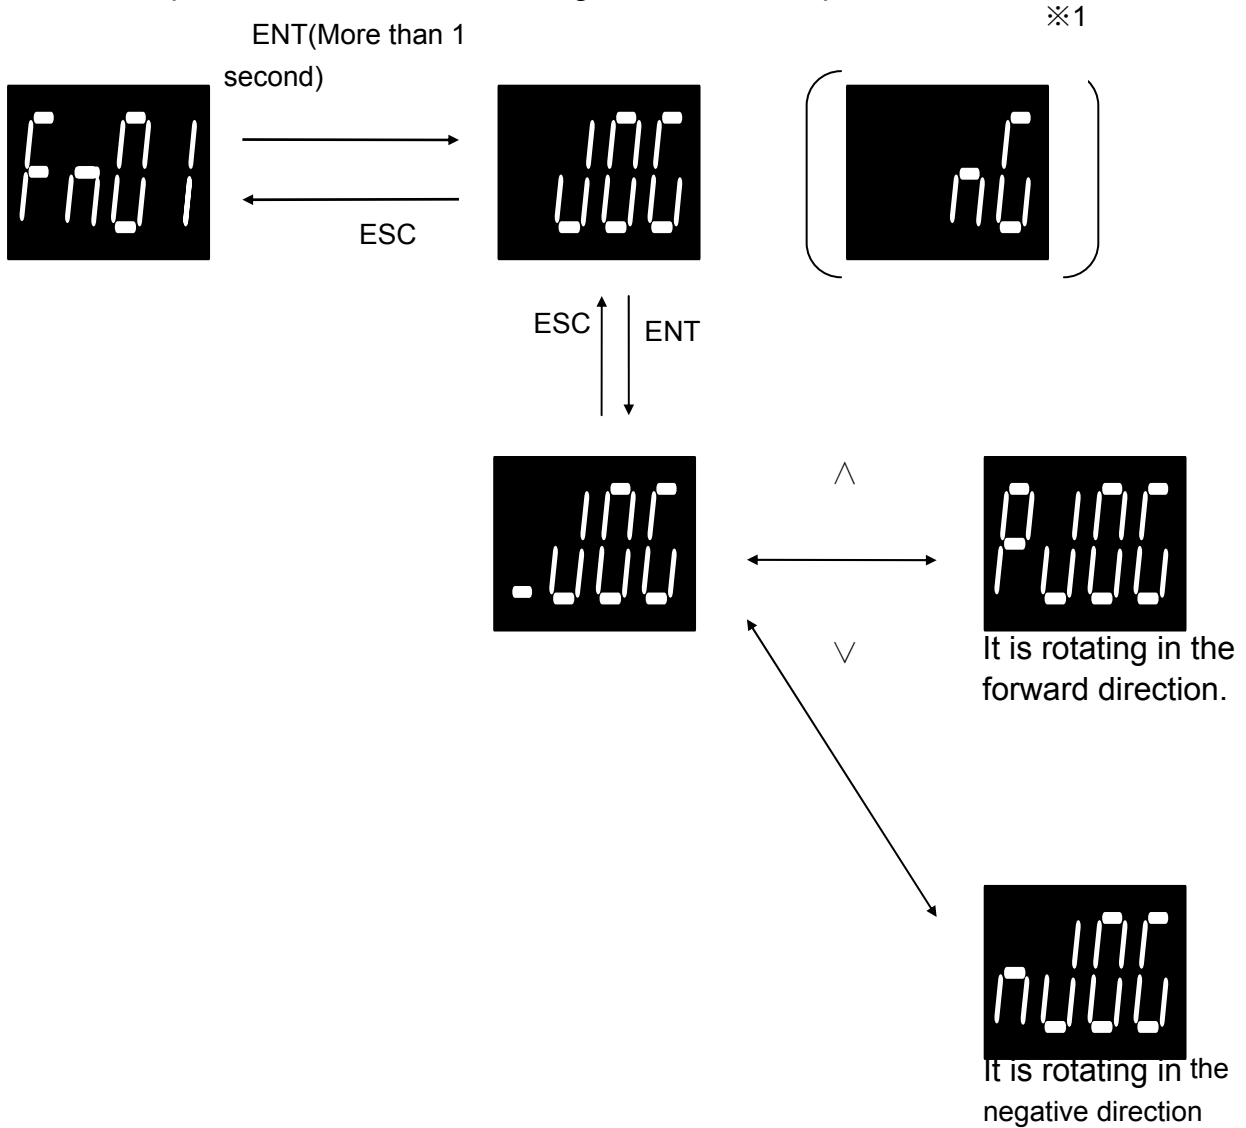 ※1
ENT(More than 1
second)
Fn01
JOG
nG
ESC
ESC
ENT
_JOG
∧
PJOG
∨
It is rotating in the
forward direction.
nJOG
It is rotating in the
negative direction